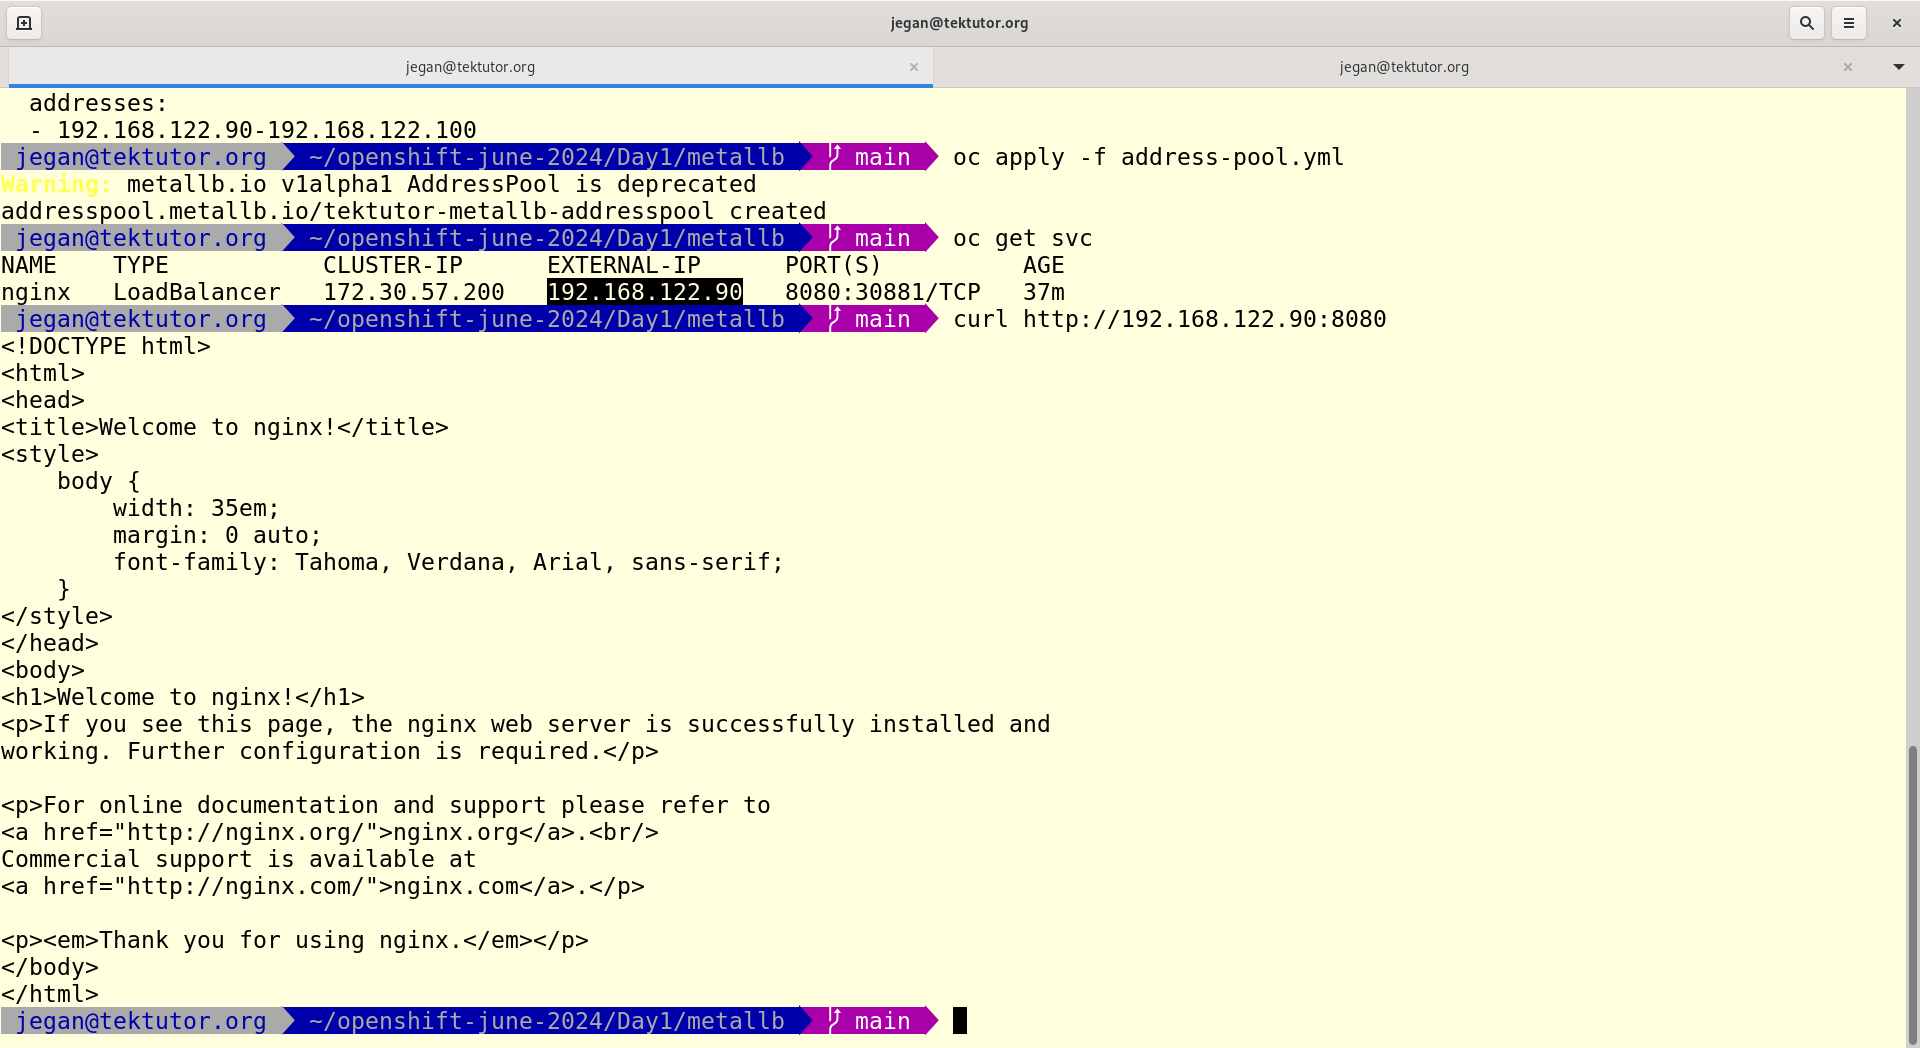 jegan@tektutor.org
jegan@tektutor.org jegan@tektutor.org
  addresses:
  - 192.168.122.90-192.168.122.100
jegan@tektutor.org ~/openshift-june-2024/Day1/metallb main oc apply -f address-pool.yml
Warning: metallb.io v1alpha1 AddressPool is deprecated
addresspool.metallb.io/tektutor-metallb-addresspool created
jegan@tektutor.org ~/openshift-june-2024/Day1/metallb main oc get svc
NAME    TYPE           CLUSTER-IP      EXTERNAL-IP      PORT(S)          AGE
nginx   LoadBalancer   172.30.57.200   192.168.122.90   8080:30881/TCP   37m
jegan@tektutor.org ~/openshift-june-2024/Day1/metallb main curl http://192.168.122.90:8080
<!DOCTYPE html>
<html>
<head>
<title>Welcome to nginx!</title>
<style>
    body {
        width: 35em;
        margin: 0 auto;
        font-family: Tahoma, Verdana, Arial, sans-serif;
    }
</style>
</head>
<body>
<h1>Welcome to nginx!</h1>
<p>If you see this page, the nginx web server is successfully installed and
working. Further configuration is required.</p>

<p>For online documentation and support please refer to
<a href="http://nginx.org/">nginx.org</a>.<br/>
Commercial support is available at
<a href="http://nginx.com/">nginx.com</a>.</p>

<p><em>Thank you for using nginx.</em></p>
</body>
</html>
jegan@tektutor.org ~/openshift-june-2024/Day1/metallb main